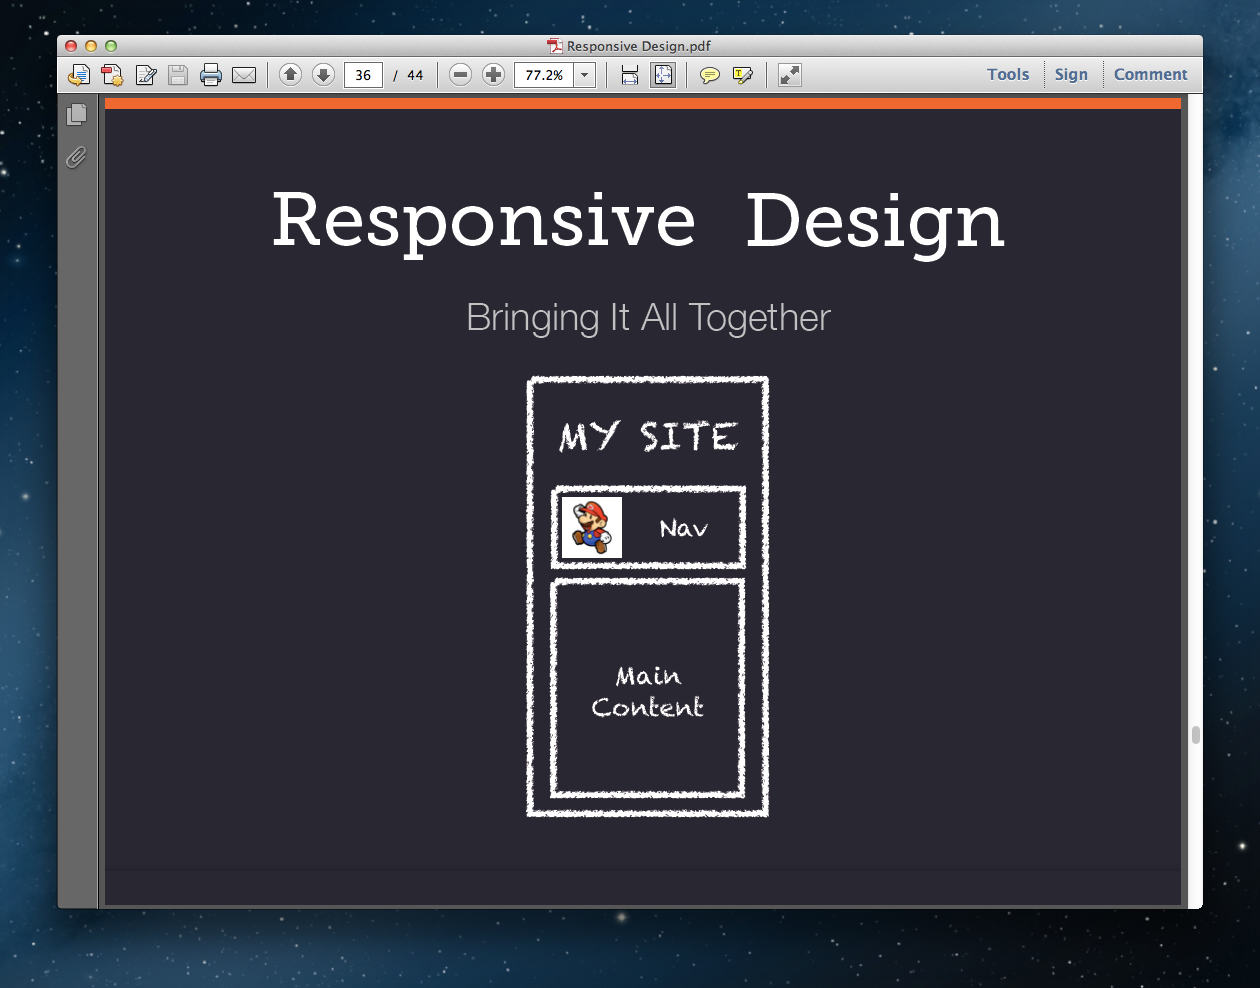 Responsive Design.pdf
36 / 44 77.2% Tools Sign Comment
Responsive Design
Bringing It All Together
MY SITE
Nav
Main
Content